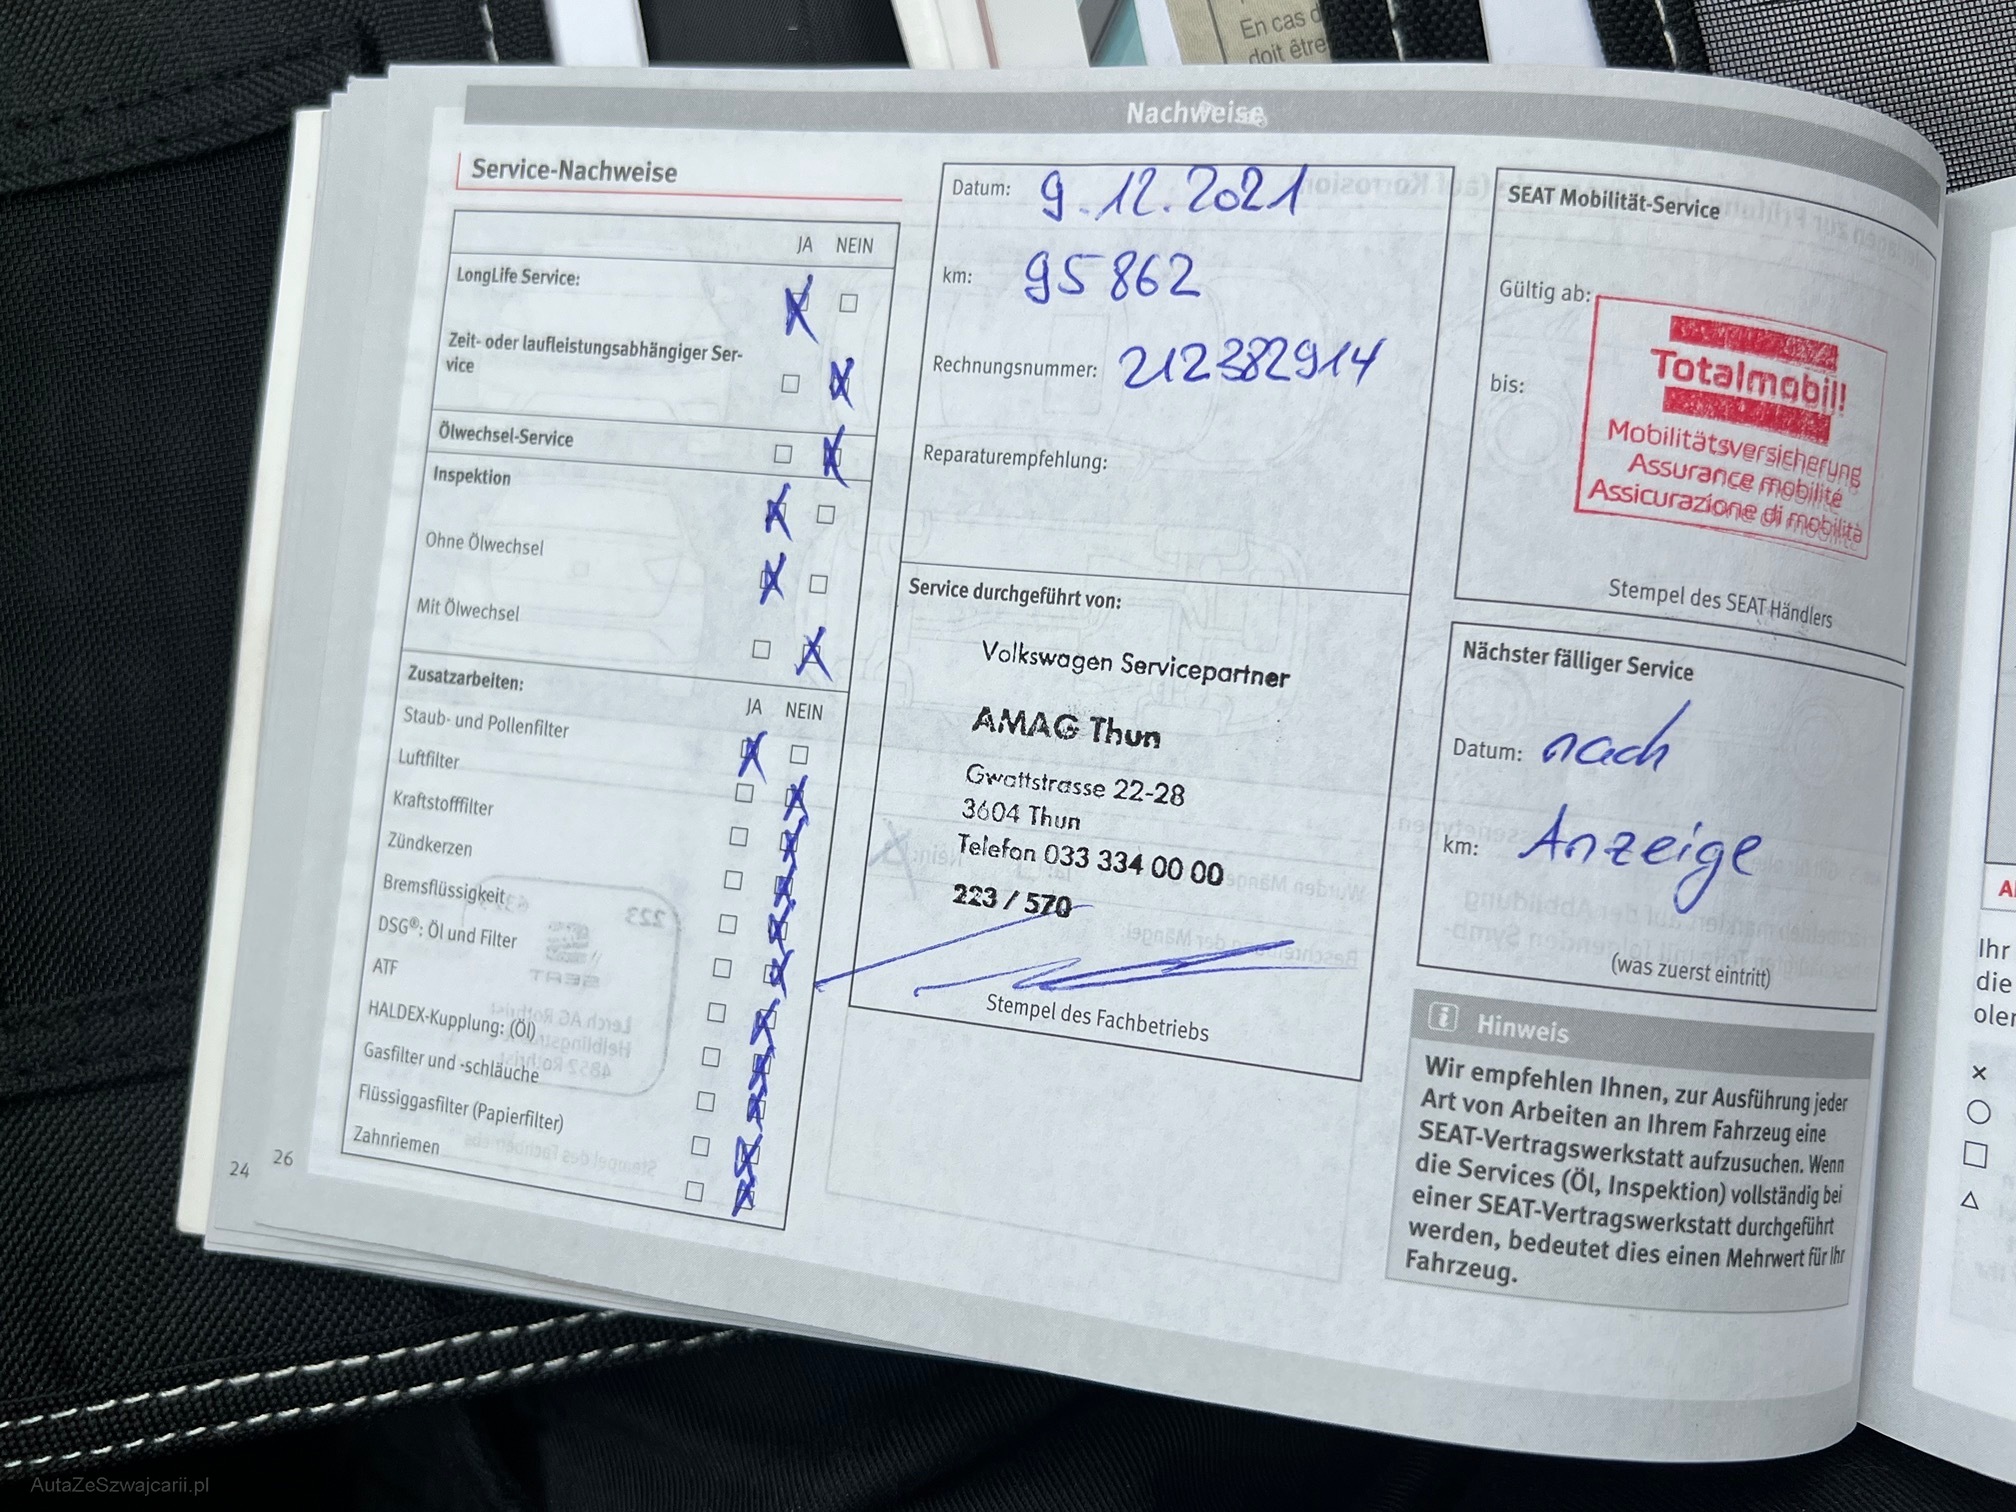 En cas d
doit être
Nachweise
Service-Nachweise
JA NEIN
LongLife Service:
Zeit- oder laufleistungsabhängiger Ser-
vice
Ölwechsel-Service
Inspektion
Ohne Ölwechsel
Mit Ölwechsel
Zusatzarbeiten:
JA NEIN
Staub- und Pollenfilter
Luftfilter
Kraftstofffilter
Zündkerzen
Bremsflüssigkeit
DSG®: Öl und Filter
ATF
HALDEX-Kupplung: (Öl)
Gasfilter und -schläuche
Flüssiggasfilter (Papierfilter)
Zahnriemen
24 26
Datum: 9.12.2021
km: 95862
Rechnungsnummer: 212382914
Reparaturempfehlung:
Service durchgeführt von:
Volkswagen Servicepartner
AMAG Thun
Gwattstrasse 22-28
3604 Thun
Telefon 033 334 00 00
223 / 570
Stempel des Fachbetriebs
SEAT Mobilität-Service
Gültig ab:
bis:
Totalmobil!
Mobilitätsversicherung
Assurance mobilité
Assicurazione di mobilità
Stempel des SEAT Händlers
Nächster fälliger Service
Datum: nach
km: Anzeige
(was zuerst eintritt)
i Hinweis
Wir empfehlen Ihnen, zur Ausführung jeder
Art von Arbeiten an Ihrem Fahrzeug eine
SEAT-Vertragswerkstatt aufzusuchen. Wenn
die Services (Öl, Inspektion) vollständig bei
einer SEAT-Vertragswerkstatt durchgeführt
werden, bedeutet dies einen Mehrwert für Ihr
Fahrzeug.
Ihr
die
AutaZeSzwajcarii.pl